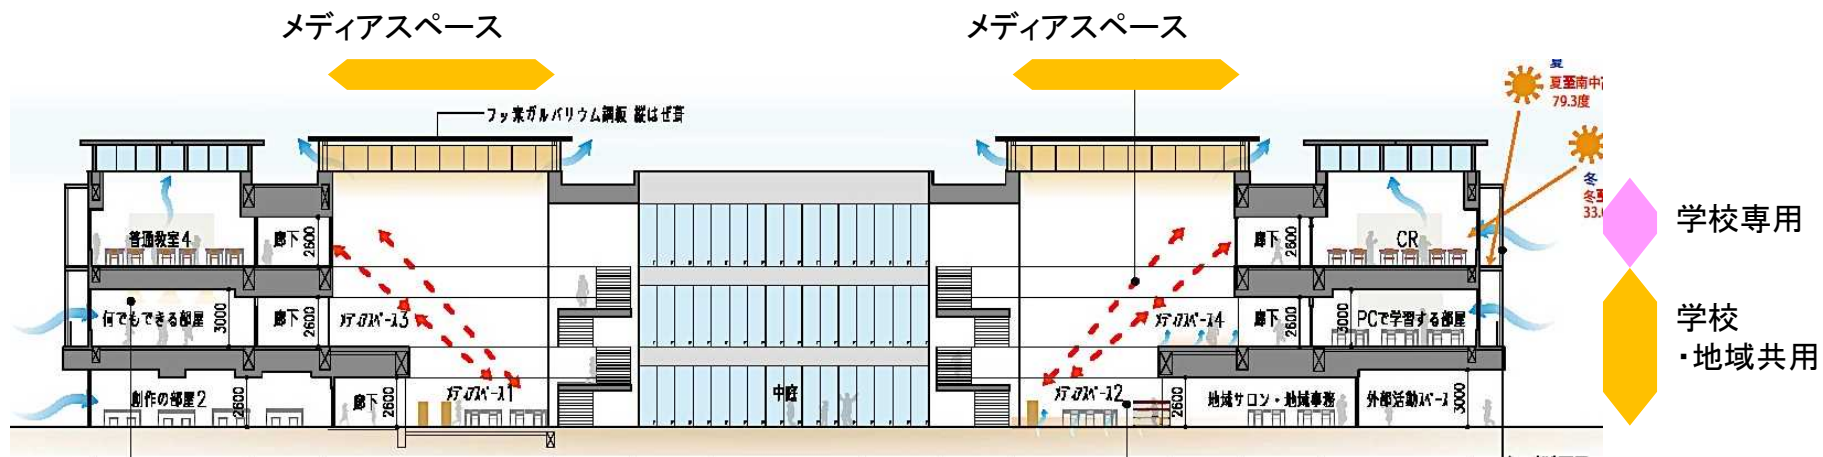 メディアスペース
メディアスペース
夏
夏至南中
79.3度
フッ素ガルバリウム鋼板 縦はぜ葺
冬
冬至
33.
普通教室4
廊下
2600
廊下
2600
CR
学校専用
何でもできる部屋
3000
廊下
2600
メディアスペース3
メディアスペース4
廊下
2600
3000
PCで学習する部屋
学校
・地域共用
創作の部屋2
2600
廊下
2600
メディアスペース1
中庭
メディアスペース2
2600
地域サロン・地域事務
外部活動スペース
3000